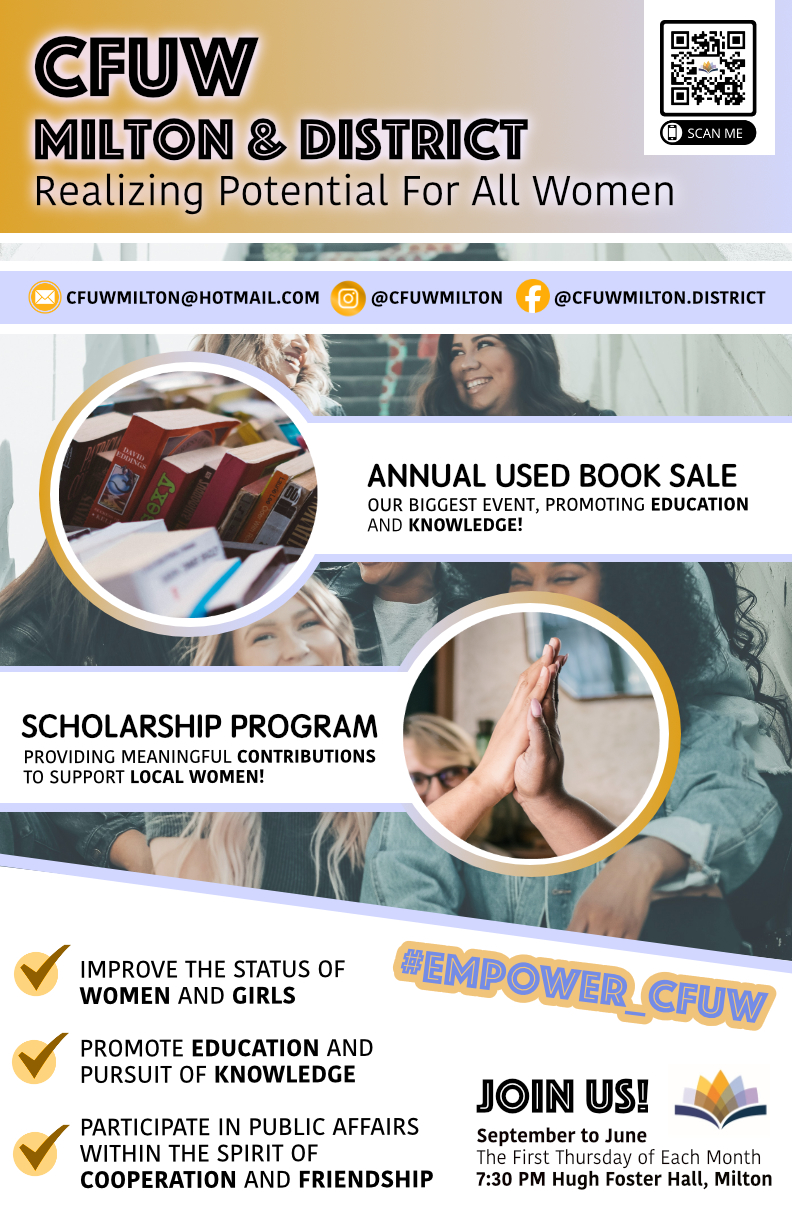 CFUW
MILTON & DISTRICT
Realizing Potential For All Women
SCAN ME
CFUWMILTON@HOTMAIL.COM @CFUWMILTON @CFUWMILTON.DISTRICT
DAVID
EDDINGS
ANNUAL USED BOOK SALE
OUR BIGGEST EVENT, PROMOTING EDUCATION
AND KNOWLEDGE!
SCHOLARSHIP PROGRAM
PROVIDING MEANINGFUL CONTRIBUTIONS
TO SUPPORT LOCAL WOMEN!
#EMPOWER_CFUW
IMPROVE THE STATUS OF
WOMEN AND GIRLS
PROMOTE EDUCATION AND
PURSUIT OF KNOWLEDGE
PARTICIPATE IN PUBLIC AFFAIRS
WITHIN THE SPIRIT OF
COOPERATION AND FRIENDSHIP
JOIN US!
September to June
The First Thursday of Each Month
7:30 PM Hugh Foster Hall, Milton